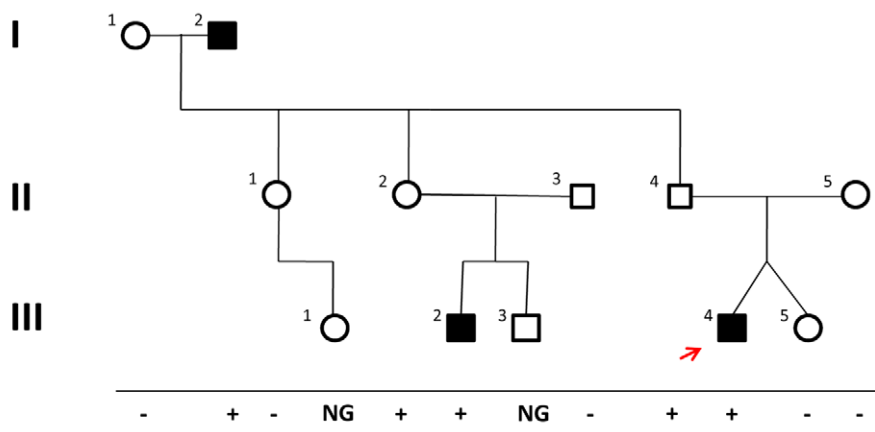 I 1 2
II 1 2 3 4 5
III 1 2 3 4 5
- + - NG + + NG - + + - -